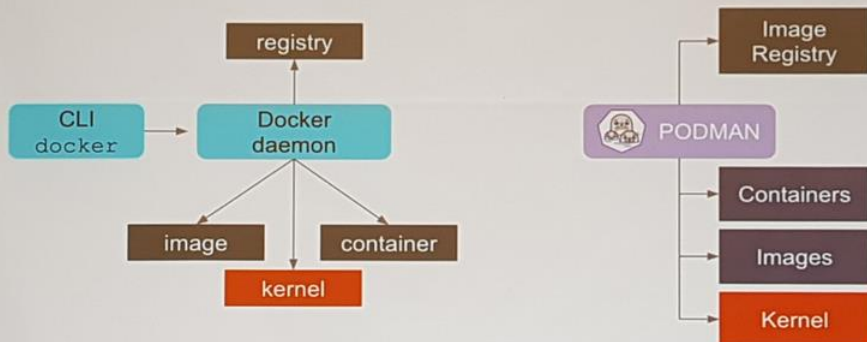 registry
CLI
docker
Docker
daemon
image
container
kernel
Image
Registry
PODMAN
Containers
Images
Kernel